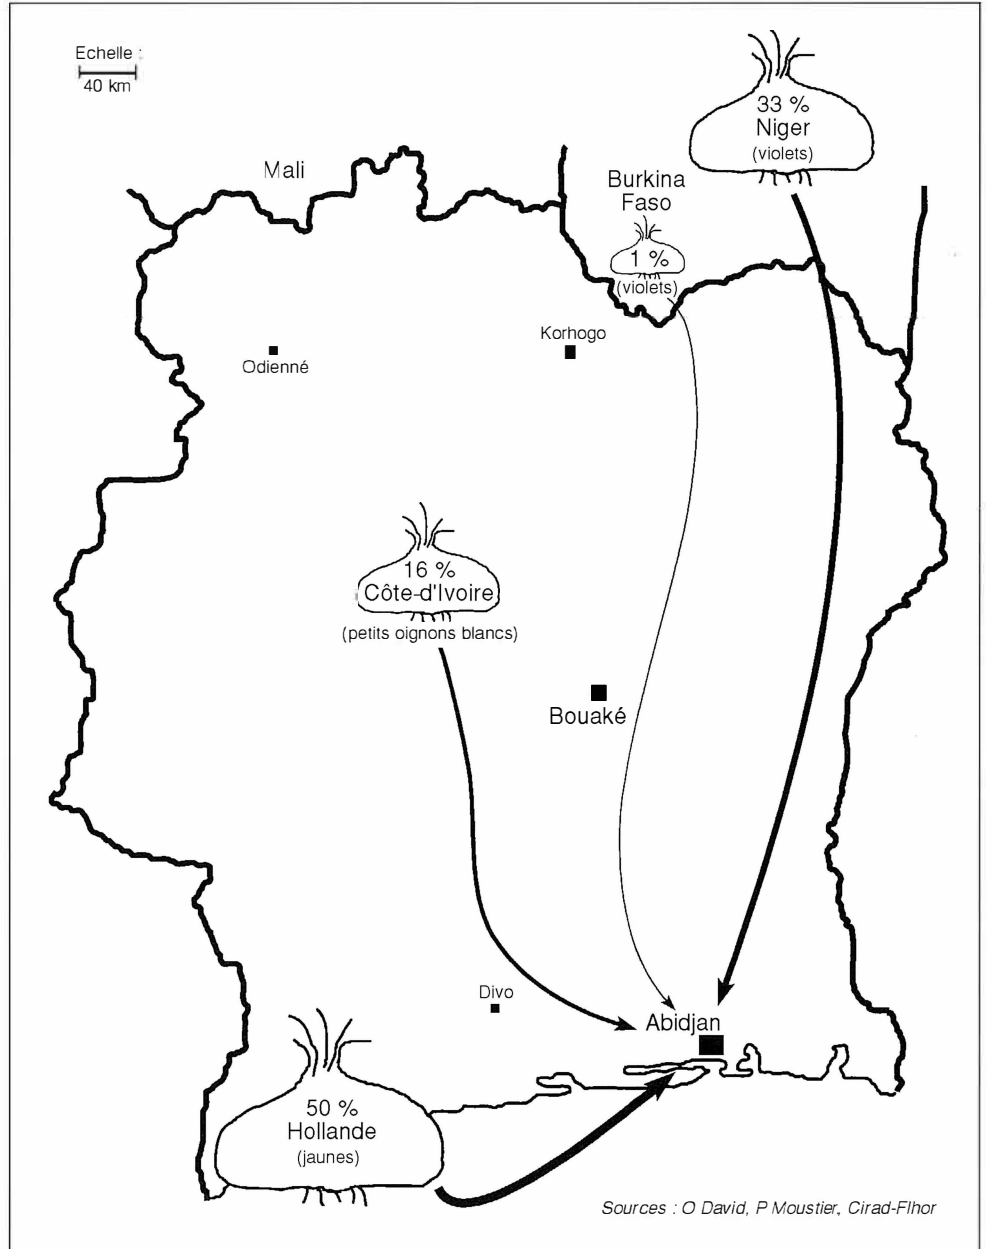 Echelle :
40 km
33 %
Niger
(violets)
Mali
Burkina
Faso
1 %
(violets)
Korhogo
Odienné
16 %
Côte-d'Ivoire
(petits oignons blancs)
Bouaké
Divo
Abidjan
50 %
Hollande
(jaunes)
Sources : O David, P Moustier, Cirad-Flhor